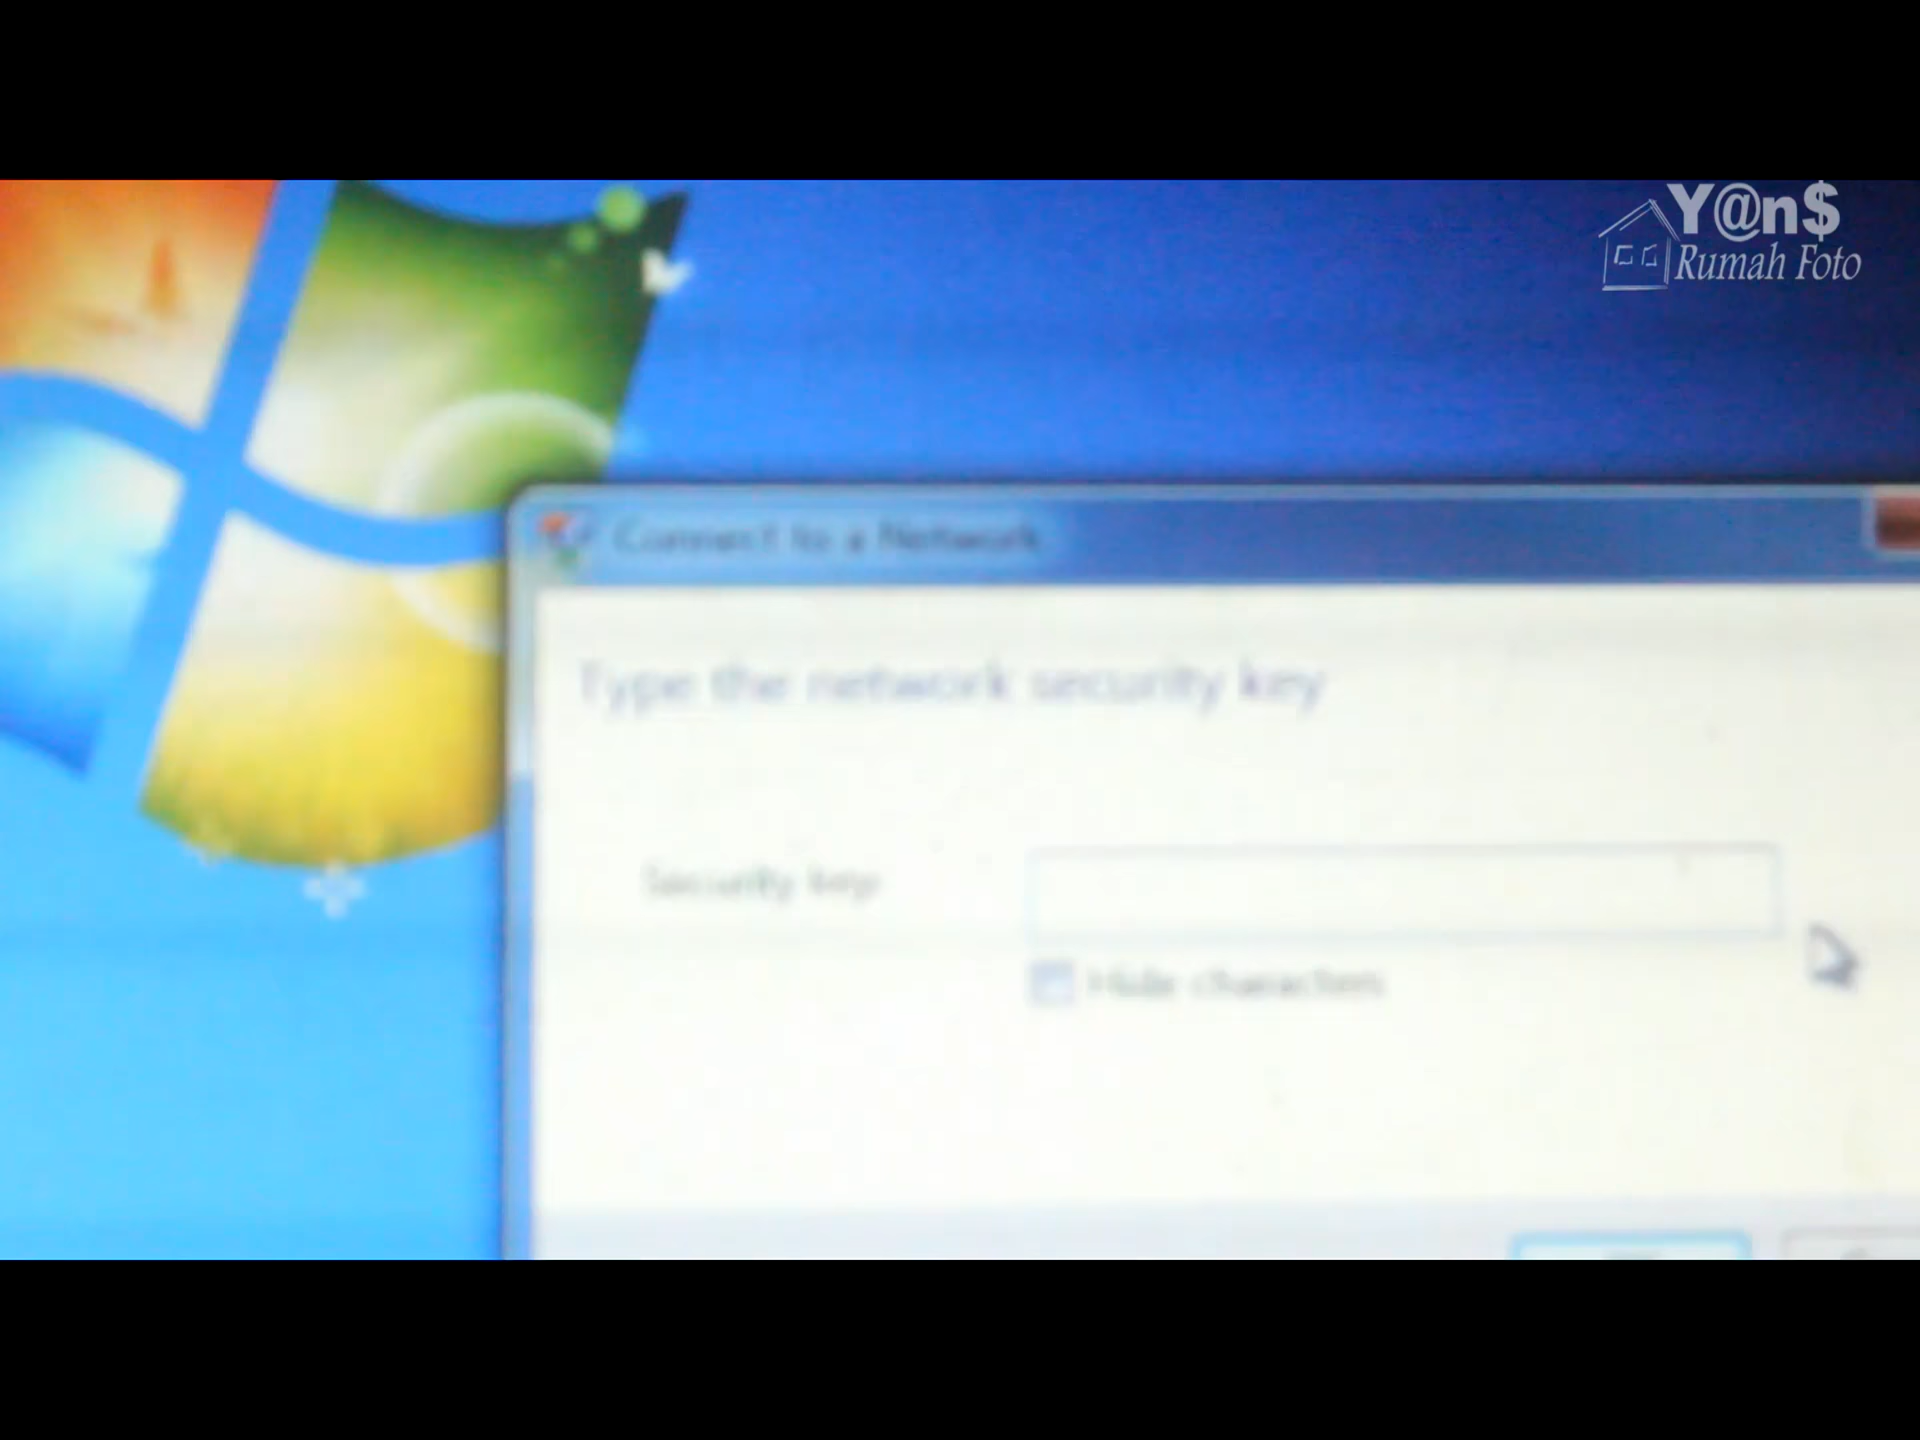 Y@n$
Rumah Foto
Connect to a Network
Type the network security key
Security key
Hide characters